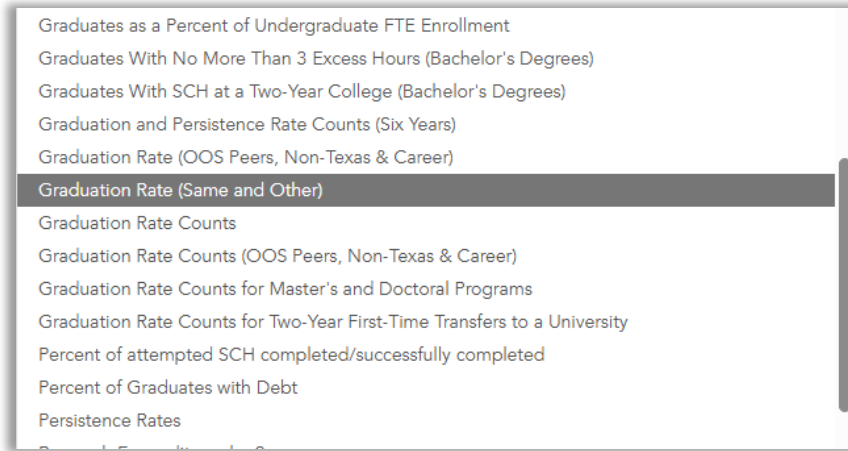 Graduates as a Percent of Undergraduate FTE Enrollment
Graduates With No More Than 3 Excess Hours (Bachelor's Degrees)
Graduates With SCH at a Two-Year College (Bachelor's Degrees)
Graduation and Persistence Rate Counts (Six Years)
Graduation Rate (OOS Peers, Non-Texas & Career)
Graduation Rate (Same and Other)
Graduation Rate Counts
Graduation Rate Counts (OOS Peers, Non-Texas & Career)
Graduation Rate Counts for Master's and Doctoral Programs
Graduation Rate Counts for Two-Year First-Time Transfers to a University
Percent of attempted SCH completed/successfully completed
Percent of Graduates with Debt
Persistence Rates